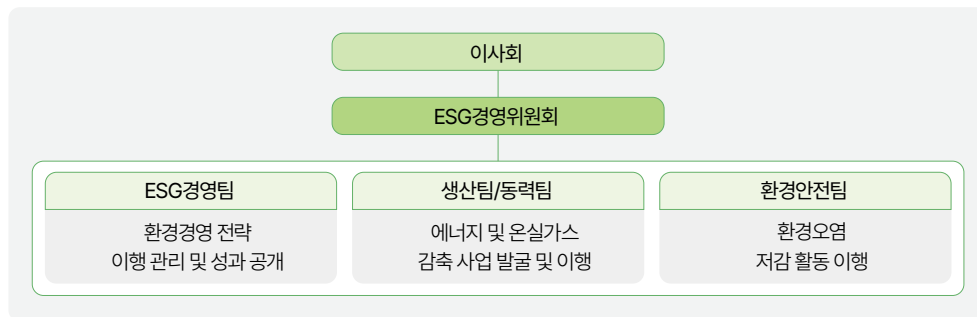 이사회
ESG경영위원회
ESG경영팀
환경경영 전략
이행 관리 및 성과 공개
생산팀/동력팀
에너지 및 온실가스
감축 사업 발굴 및 이행
환경안전팀
환경오염
저감 활동 이행